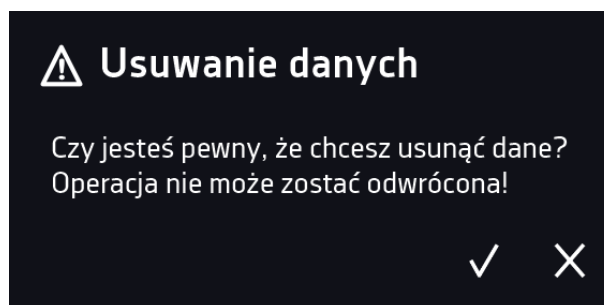 Usuwanie danych
Czy jesteś pewny, że chcesz usunąć dane?
Operacja nie może zostać odwrócona!